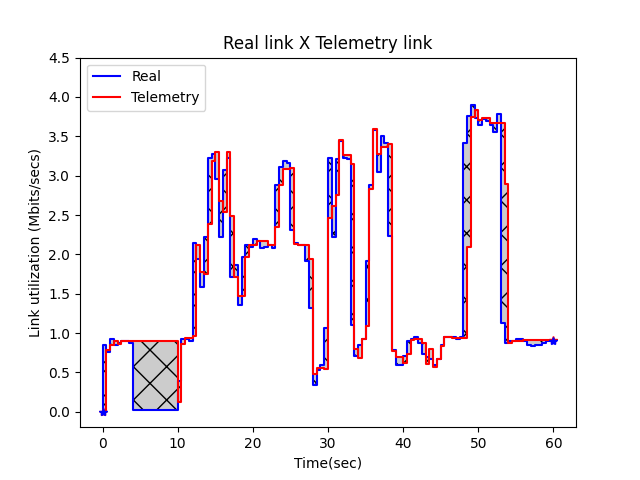 Real link X Telemetry link
Real
Telemetry
Link utilization (Mbits/secs)
4.5
4.0
3.5
3.0
2.5
2.0
1.5
1.0
0.5
0.0
0 10 20 30 40 50 60
Time(sec)